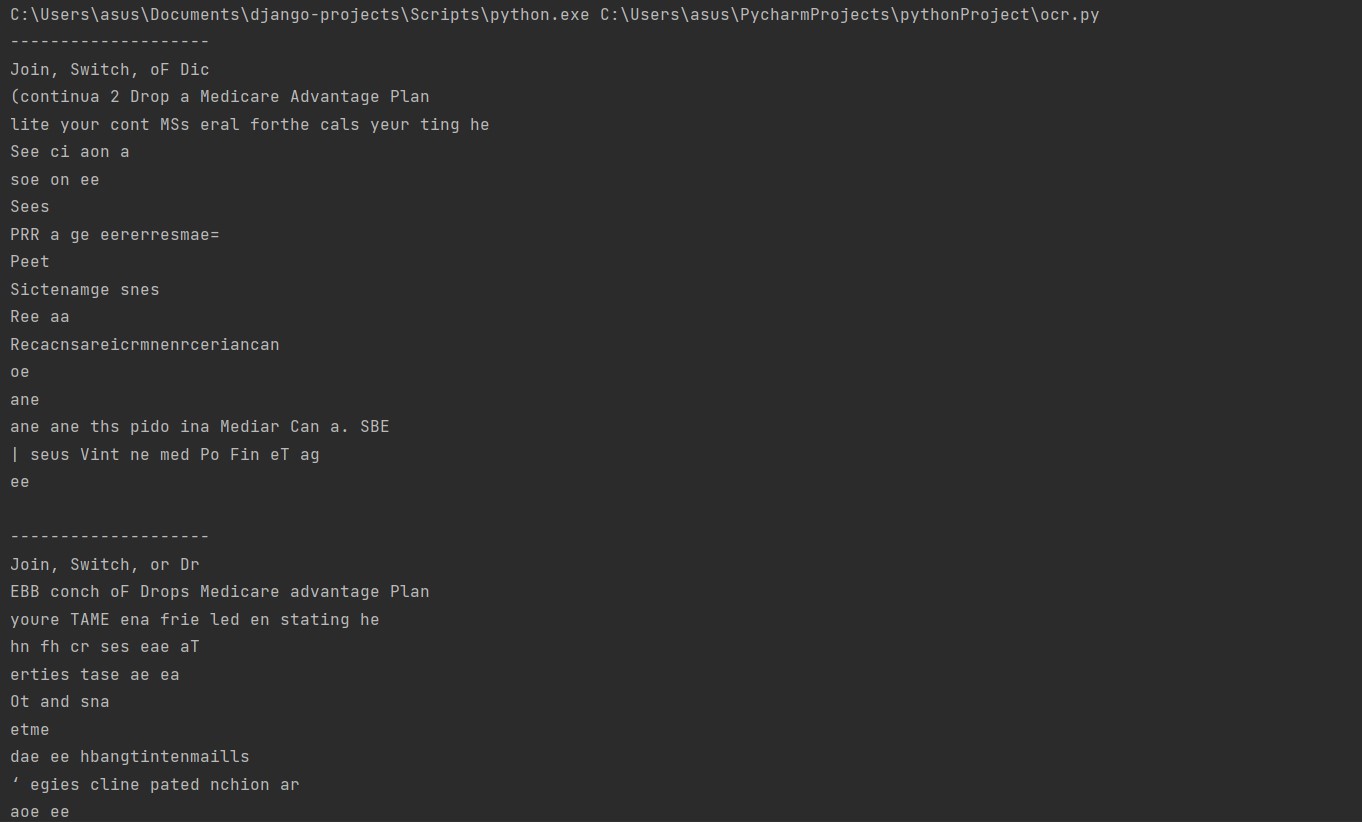 C:\Users\asus\Documents\django-projects\Scripts\python.exe C:\Users\asus\PycharmProjects\pythonProject\ocr.py
--------------------
Join, Switch, oF Dic
(continua 2 Drop a Medicare Advantage Plan
lite your cont MSs eral forthe cals yeur ting he
See ci aon a
soe on ee
Sees
PRR a ge eererresmae=
Peet
Sictenamge snes
Ree aa
Recacnsareicrmnenrceriancan
oe
ane
ane ane ths pido ina Mediar Can a. SBE
| seus Vint ne med Po Fin eT ag
ee
--------------------
Join, Switch, or Dr
EBB conch oF Drops Medicare advantage Plan
youre TAME ena frie led en stating he
hn fh cr ses eae aT
erties tase ae ea
Ot and sna
etme
dae ee hbangtintenmaills
‘ egies cline pated nchion ar
aoe ee